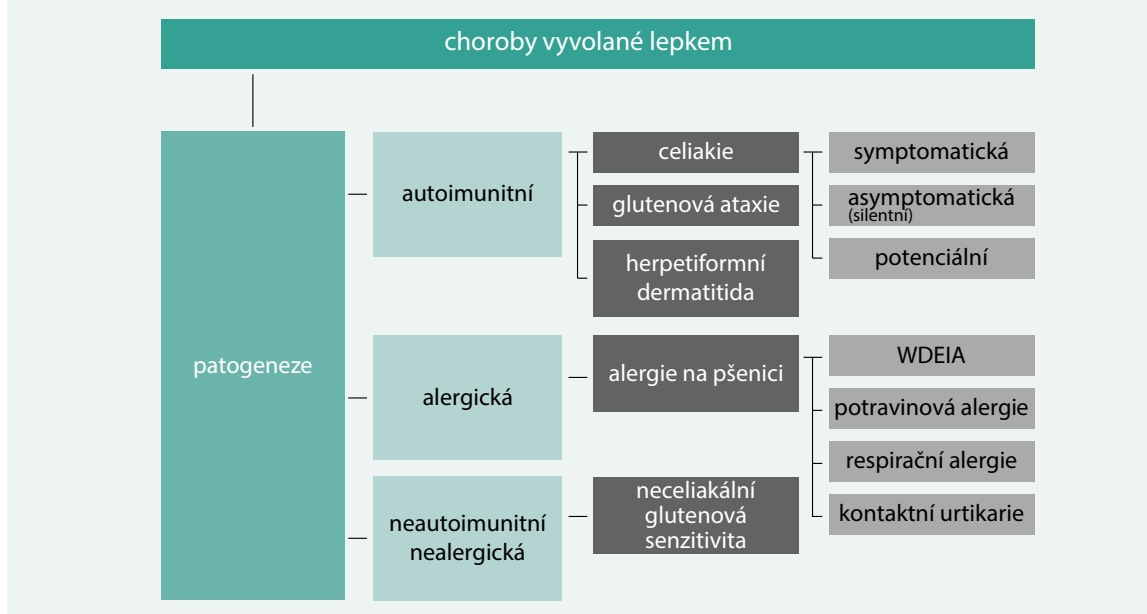 choroby vyvolané lepkem
patogeneze
autoimunitní
celiakie
symptomatická
asymptomatická
(silentní)
potenciální
glutenová ataxie
herpetiformní
dermatitida
alergická
alergie na pšenici
WDEIA
potravinová alergie
respirační alergie
kontaktní urtikarie
neautoimunitní
nealergická
neceliakální
glutenová
senzitivita